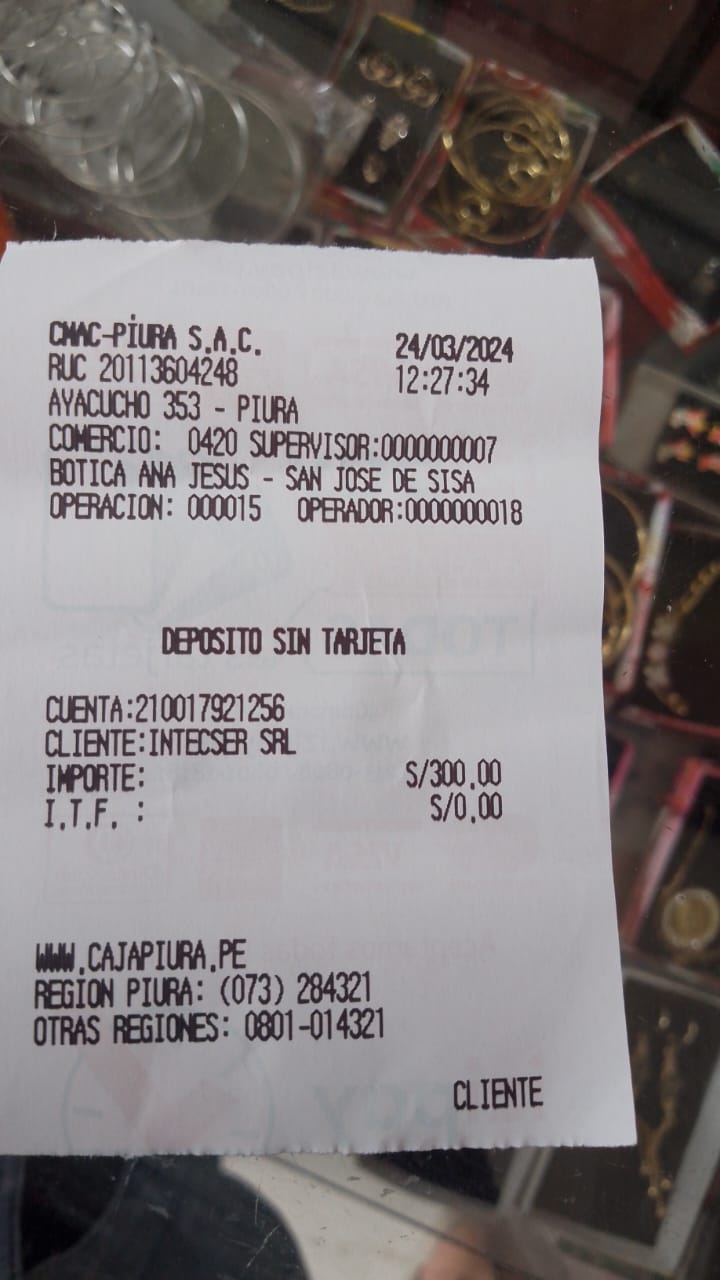 CMAC-PIURA S.A.C. 24/03/2024
RUC 20113604248 12:27:34
AYACUCHO 353 - PIURA
COMERCIO: 0420 SUPERVISOR:0000000007
BOTICA ANA JESUS - SAN JOSE DE SISA
OPERACION: 000015 OPERADOR:0000000018
DEPOSITO SIN TARJETA
CUENTA:210017921256
CLIENTE:INTECSER SRL
IMPORTE: S/300.00
I.T.F. : S/0.00
WWW.CAJAPIURA.PE
REGION PIURA: (073) 284321
OTRAS REGIONES: 0801-014321
CLIENTE